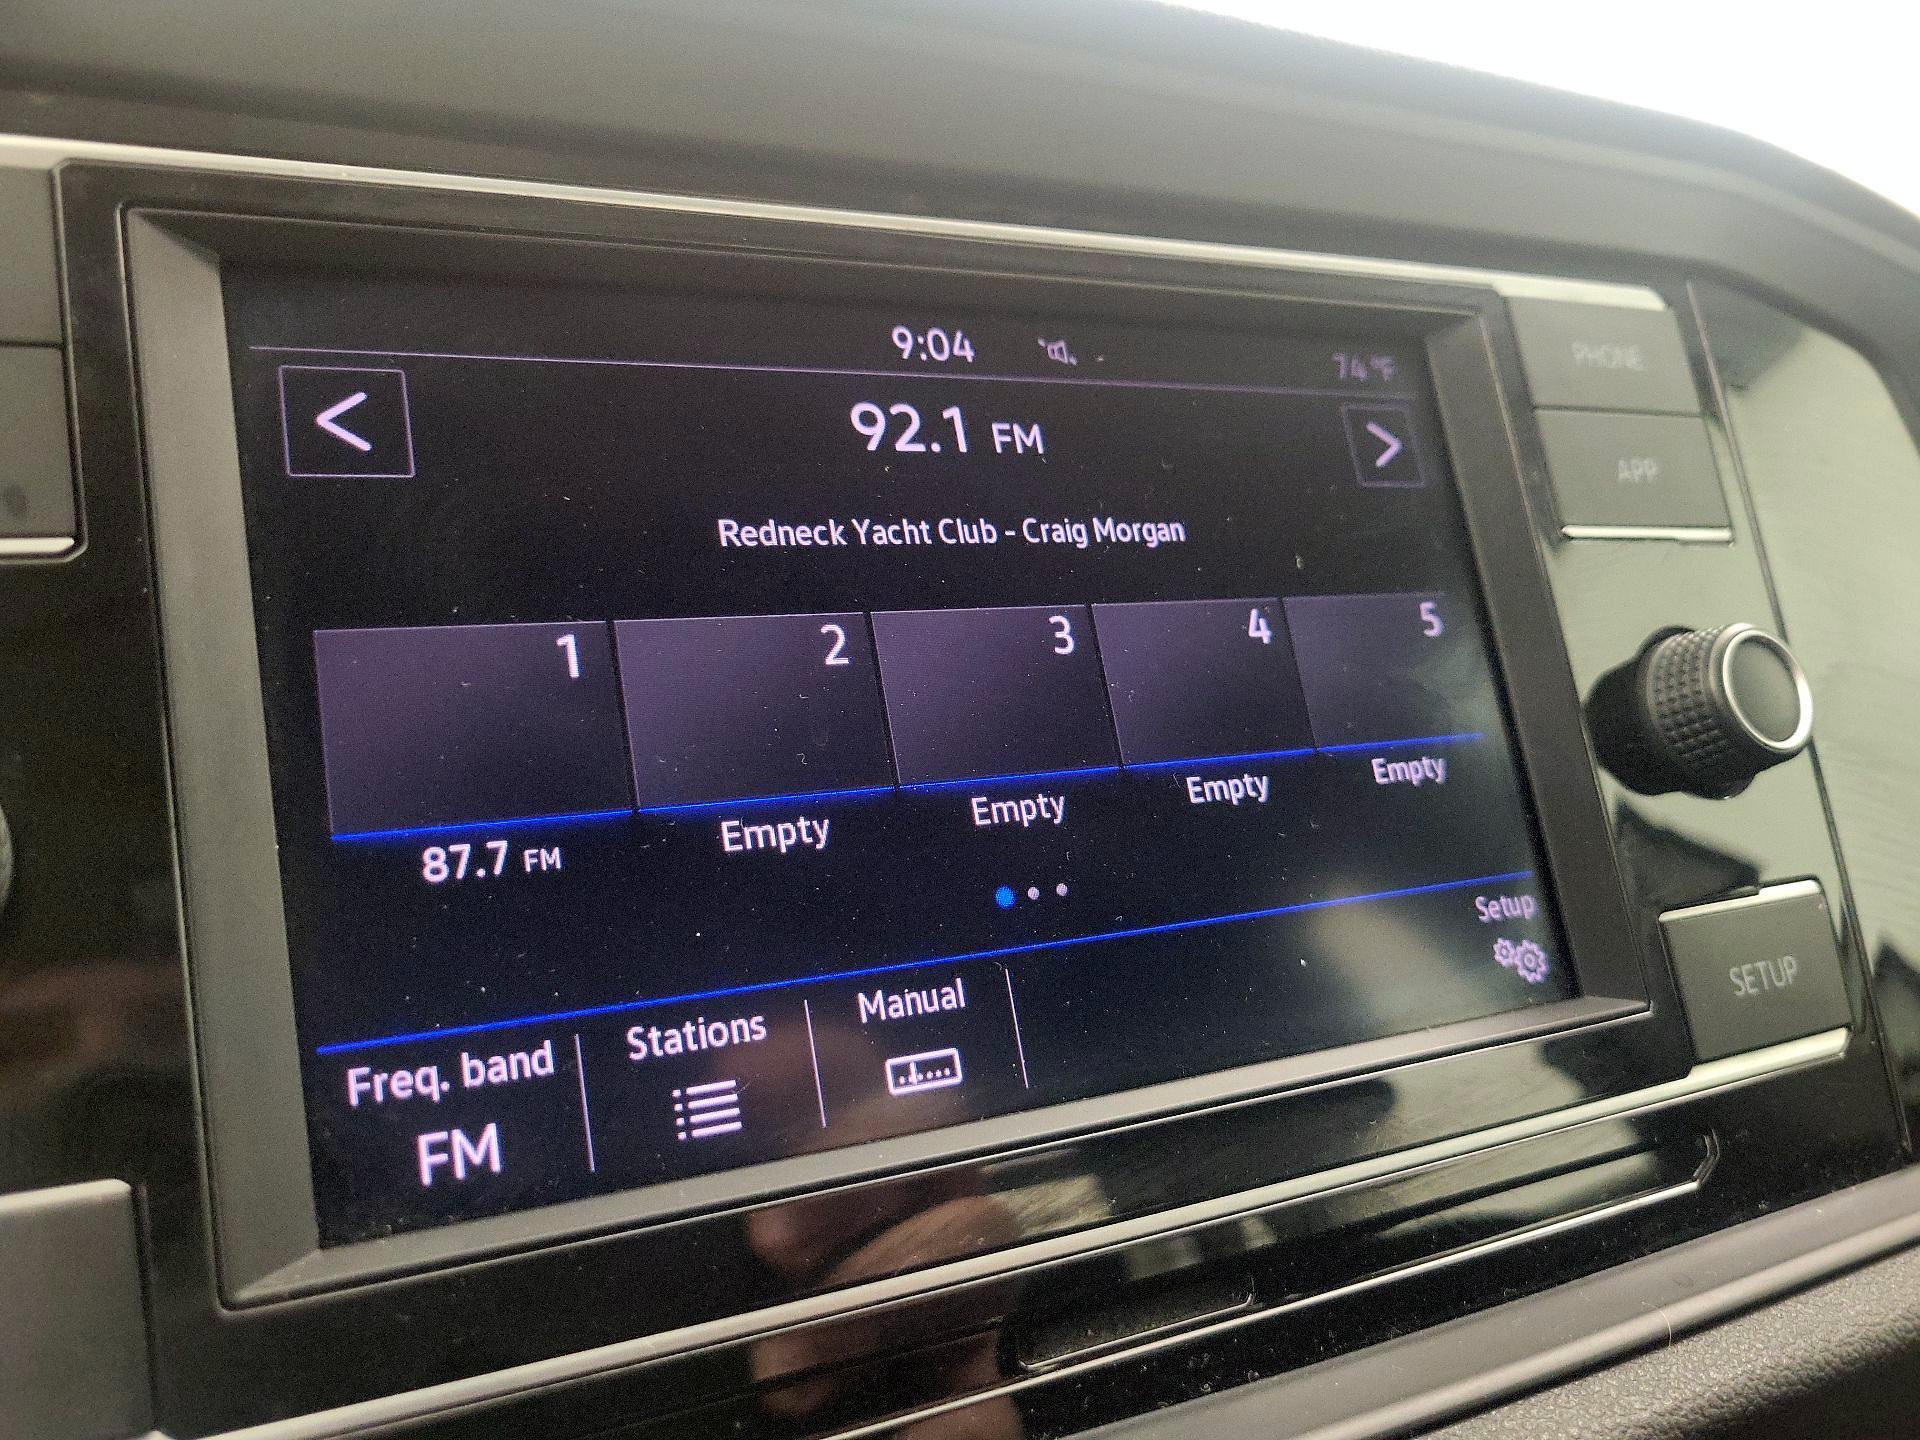 9:04 74°F
92.1 FM
Redneck Yacht Club - Craig Morgan
1 2 3 4 5
87.7 FM Empty Empty Empty Empty
Setup
Freq. band Stations Manual
FM
PHONE
APP
SETUP